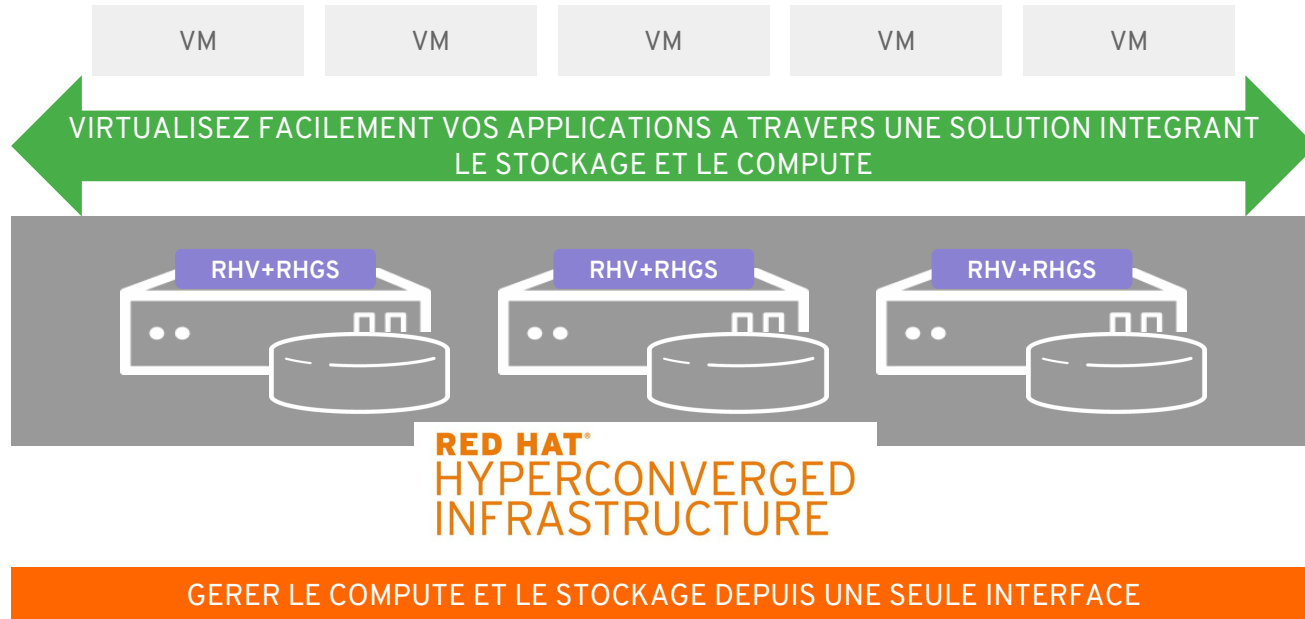 VM VM VM VM VM
VIRTUALISEZ FACILEMENT VOS APPLICATIONS A TRAVERS UNE SOLUTION INTEGRANT
LE STOCKAGE ET LE COMPUTE
RHV+RHGS RHV+RHGS RHV+RHGS
RED HAT®
HYPERCONVERGED
INFRASTRUCTURE
GERER LE COMPUTE ET LE STOCKAGE DEPUIS UNE SEULE INTERFACE